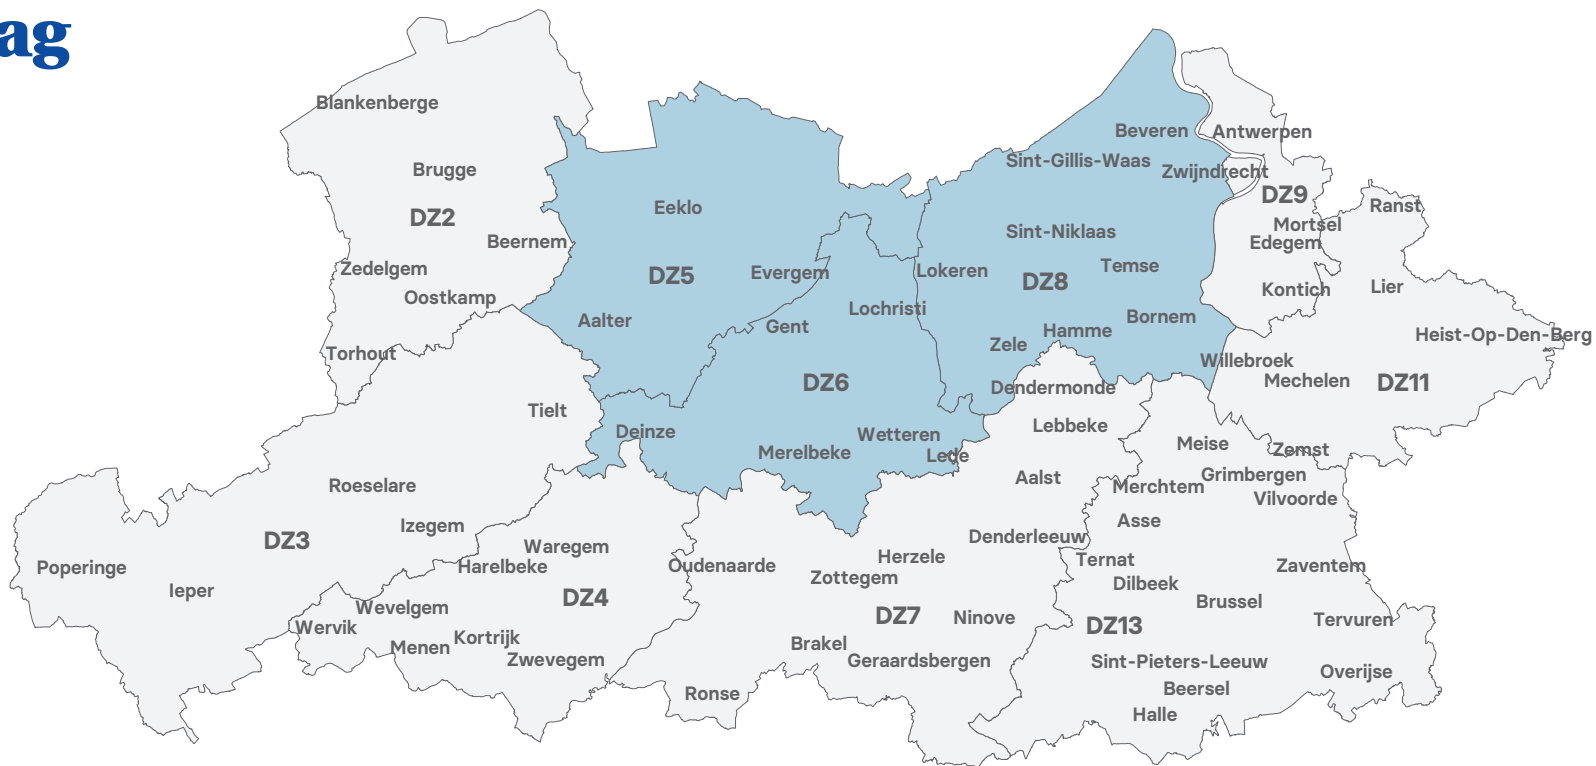 ag
Blankenberge
Brugge
DZ2
Beernem
Zedelgem
Oostkamp
Torhout
Eeklo
DZ5
Evergem
Aalter
Gent
Lochristi
DZ6
Deinze
Wetteren
Merelbeke
Lede
Beveren
Sint-Gillis-Waas
Zwijndrecht
Sint-Niklaas
Lokeren
Temse
DZ8
Bornem
Hamme
Zele
Antwerpen
DZ9
Mortsel
Edegem
Kontich
Ranst
Lier
Heist-Op-Den-Berg
Willebroek
Mechelen
DZ11
Zemst
Tielt
Roeselare
Izegem
DZ3
Poperinge
Ieper
Waregem
Harelbeke
DZ4
Wevelgem
Wervik
Kortrijk
Menen
Zwevegem
Dendermonde
Lebbeke
Aalst
Denderleeuw
Herzele
Oudenaarde
Zottegem
DZ7
Ninove
Brakel
Geraardsbergen
Ronse
Meise
Grimbergen
Merchtem
Vilvoorde
Asse
Ternat
Zaventem
Dilbeek
Brussel
DZ13
Tervuren
Sint-Pieters-Leeuw
Overijse
Beersel
Halle